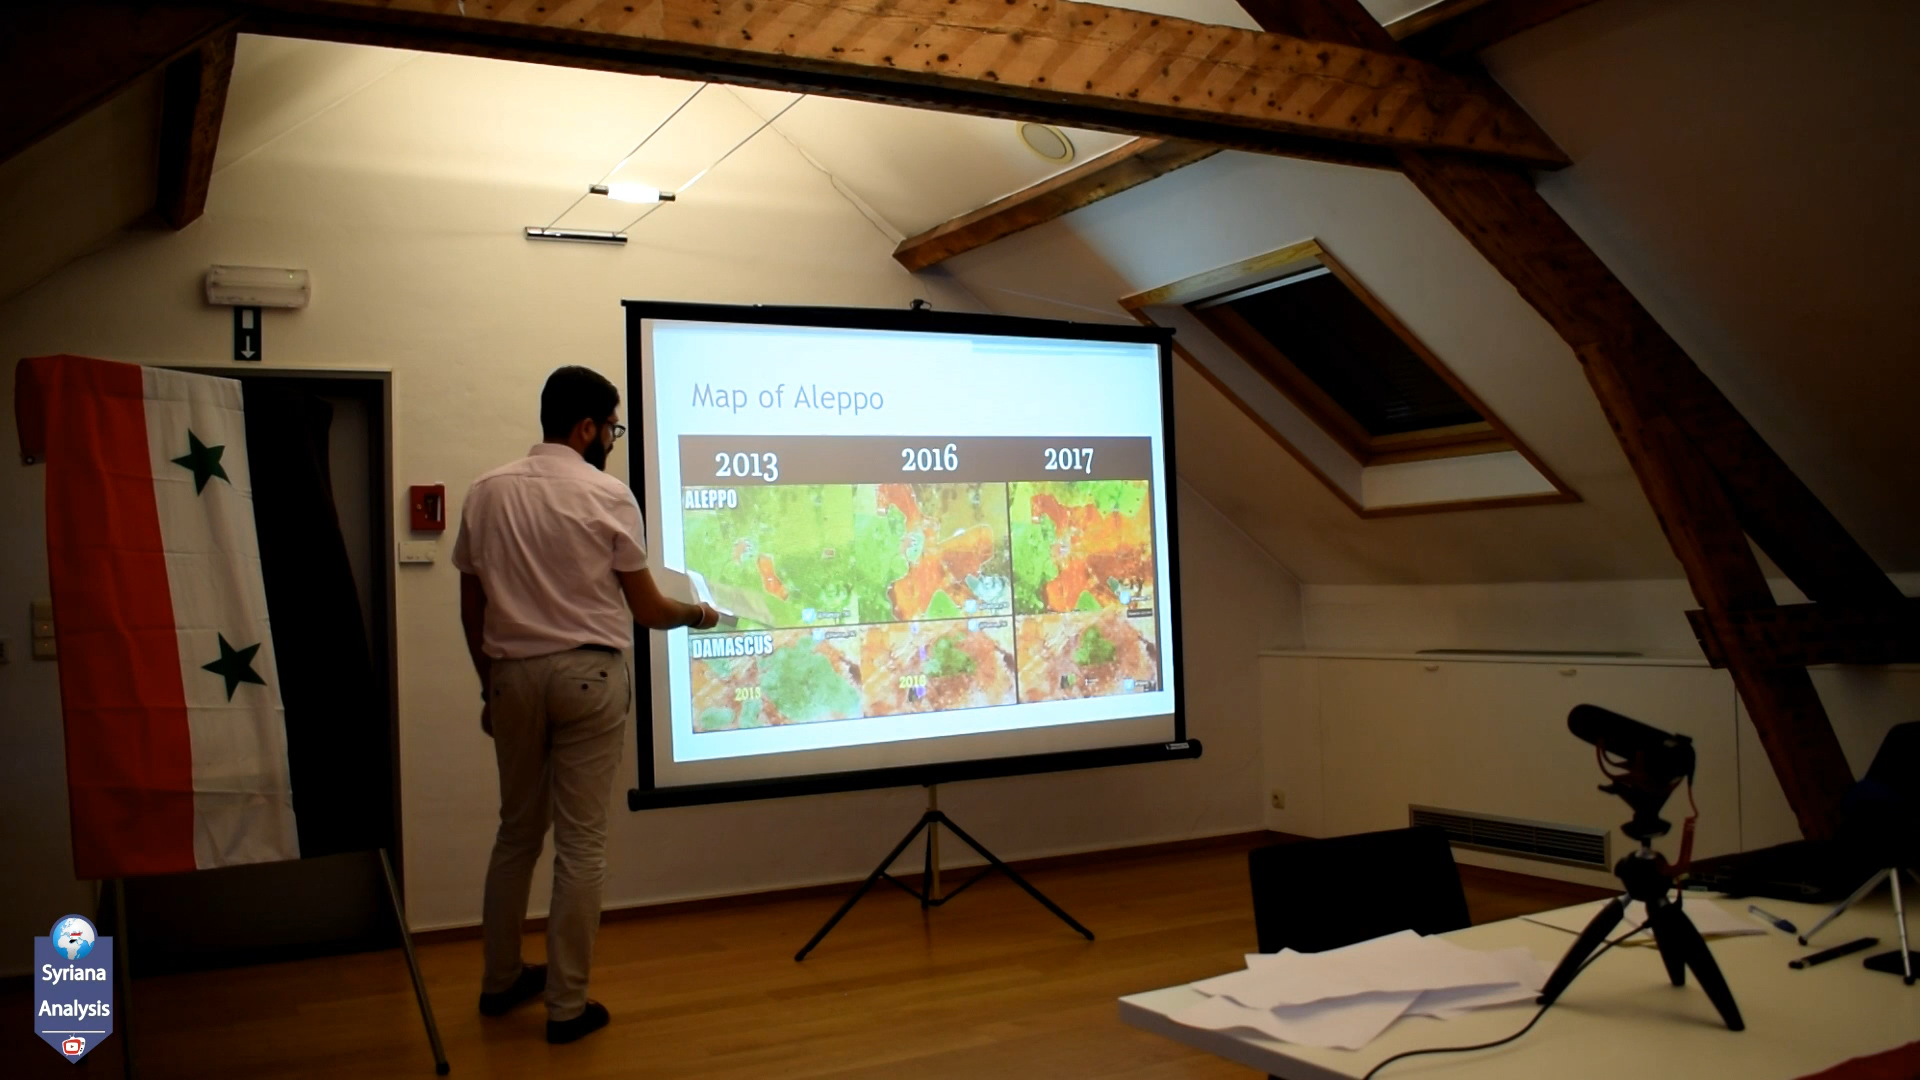 Map of Aleppo
2013
2016
2017
ALEPPO
DAMASCUS
2013
2016
Syriana
Analysis